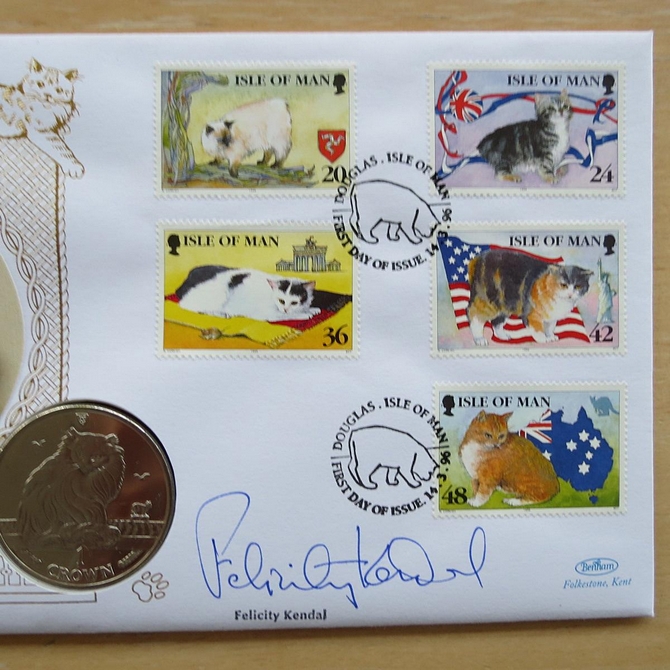 ISLE OF MAN
20
ISLE OF MAN
24
DOUGLAS . ISLE OF MAN
FIRST DAY OF ISSUE. 14.3.96
ISLE OF MAN
36
ISLE OF MAN
42
ISLE OF MAN
48
DOUGLAS . ISLE OF MAN
FIRST DAY OF ISSUE. 14.3.96
1 CROWN
Felicity Kendal
Felicity Kendal
Benham
Folkestone, Kent